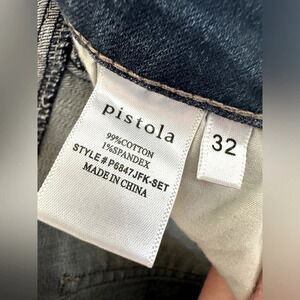 pistola
99%COTTON
1%SPANDEX
STYLE # P6847JFK-SET
MADE IN CHINA
32